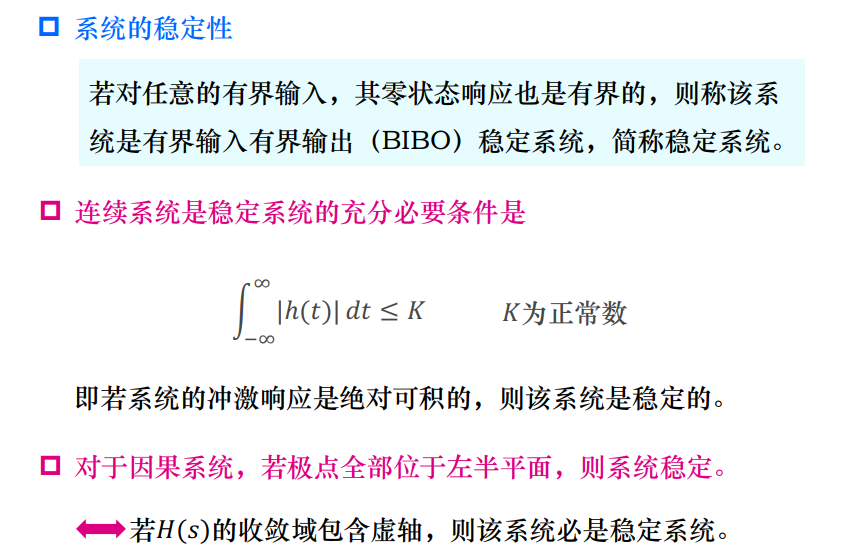 系统的稳定性
若对任意的有界输入，其零状态响应也是有界的，则称该系
统是有界输入有界输出（BIBO）稳定系统，简称稳定系统。
连续系统是稳定系统的充分必要条件是
∫_{-∞}^{∞} |h(t)| dt ≤ K K为正常数
即若系统的冲激响应是绝对可积的，则该系统是稳定的。
对于因果系统，若极点全部位于左半平面，则系统稳定。
若H(s)的收敛域包含虚轴，则该系统必是稳定系统。